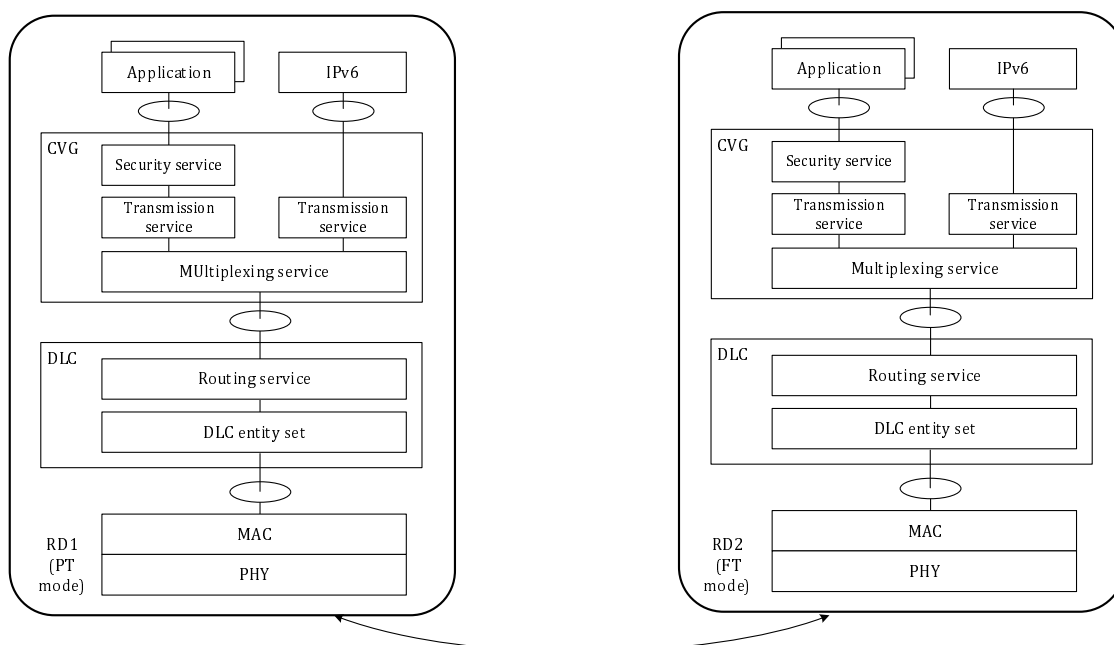 Application
IPv6
CVG
Security service
Transmission
service
Transmission
service
MUltiplexing service
DLC
Routing service
DLC entity set
MAC
PHY
RD1
(PT
mode)
Application
IPv6
CVG
Security service
Transmission
service
Transmission
service
Multiplexing service
DLC
Routing service
DLC entity set
MAC
PHY
RD2
(FT
mode)